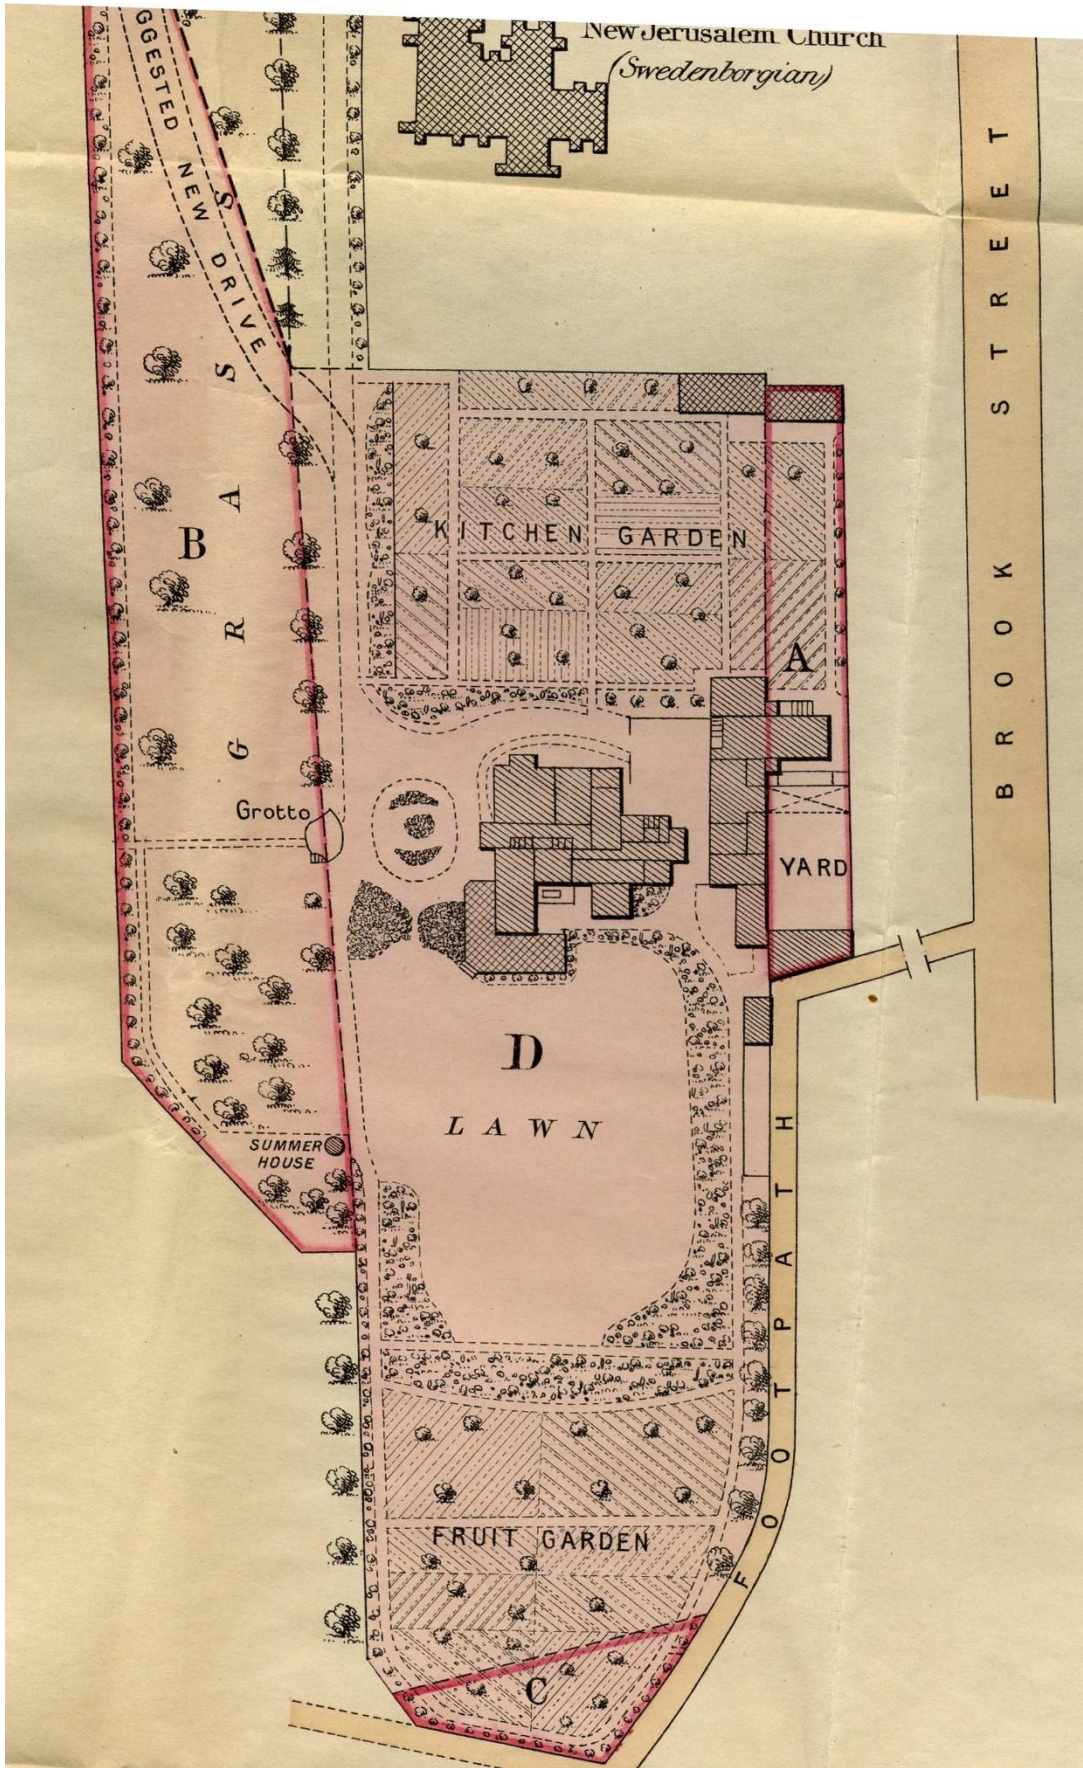 New Jerusalem Church
(Swedenborgian)
GGESTED NEW DRIVE
BROOK STREET
GRASS
B
KITCHEN GARDEN
A
Grotto
YARD
D
LAWN
SUMMER
HOUSE
FOOTPATH
FRUIT GARDEN
C